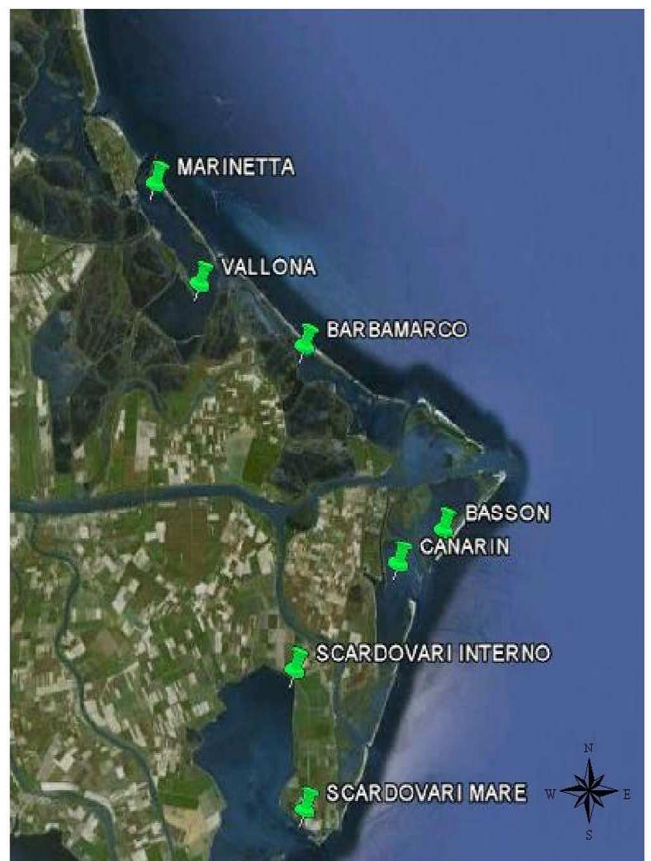 MARINETTA
VALLONA
BARBAMARCO
BASSON
CANARIN
SCARDOVARI INTERNO
SCARDOVARI MARE
N
W E
S